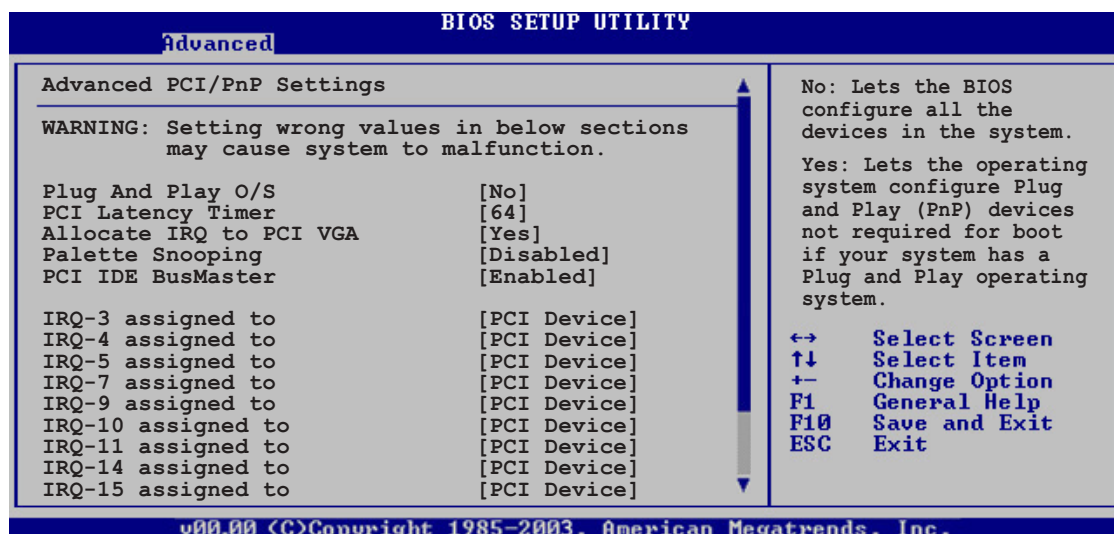 BIOS SETUP UTILITY
Advanced
Advanced PCI/PnP Settings
WARNING: Setting wrong values in below sections
may cause system to malfunction.
Plug And Play O/S [No]
PCI Latency Timer [64]
Allocate IRQ to PCI VGA [Yes]
Palette Snooping [Disabled]
PCI IDE BusMaster [Enabled]
IRQ-3 assigned to [PCI Device]
IRQ-4 assigned to [PCI Device]
IRQ-5 assigned to [PCI Device]
IRQ-7 assigned to [PCI Device]
IRQ-9 assigned to [PCI Device]
IRQ-10 assigned to [PCI Device]
IRQ-11 assigned to [PCI Device]
IRQ-14 assigned to [PCI Device]
IRQ-15 assigned to [PCI Device]
No: Lets the BIOS
configure all the
devices in the system.
Yes: Lets the operating
system configure Plug
and Play (PnP) devices
not required for boot
if your system has a
Plug and Play operating
system.
←→ Select Screen
↑↓ Select Item
+- Change Option
F1 General Help
F10 Save and Exit
ESC Exit
v00.00 (C)Copyright 1985-2003, American Megatrends, Inc.